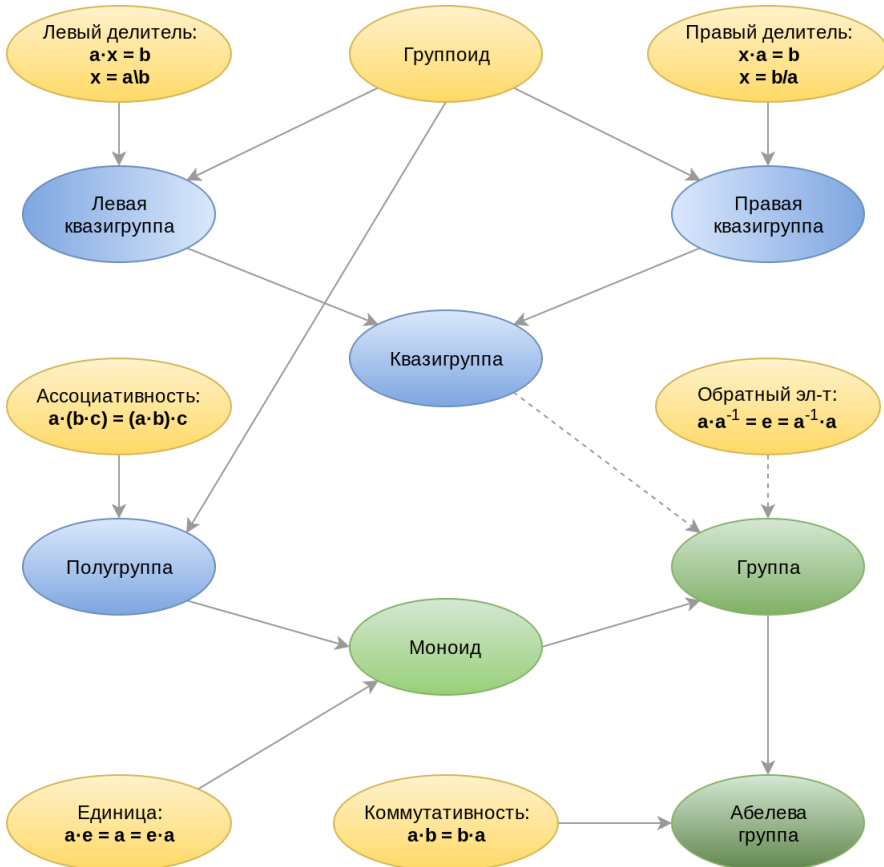 Левый делитель:
a·x = b
x = a\b
Группоид
Правый делитель:
x·a = b
x = b/a
Левая
квазигруппа
Правая
квазигруппа
Квазигруппа
Ассоциативность:
a·(b·c) = (a·b)·c
Обратный эл-т:
a·a⁻¹ = e = a⁻¹·a
Полугруппа
Группа
Моноид
Единица:
a·e = a = e·a
Коммутативность:
a·b = b·a
Абелева
группа